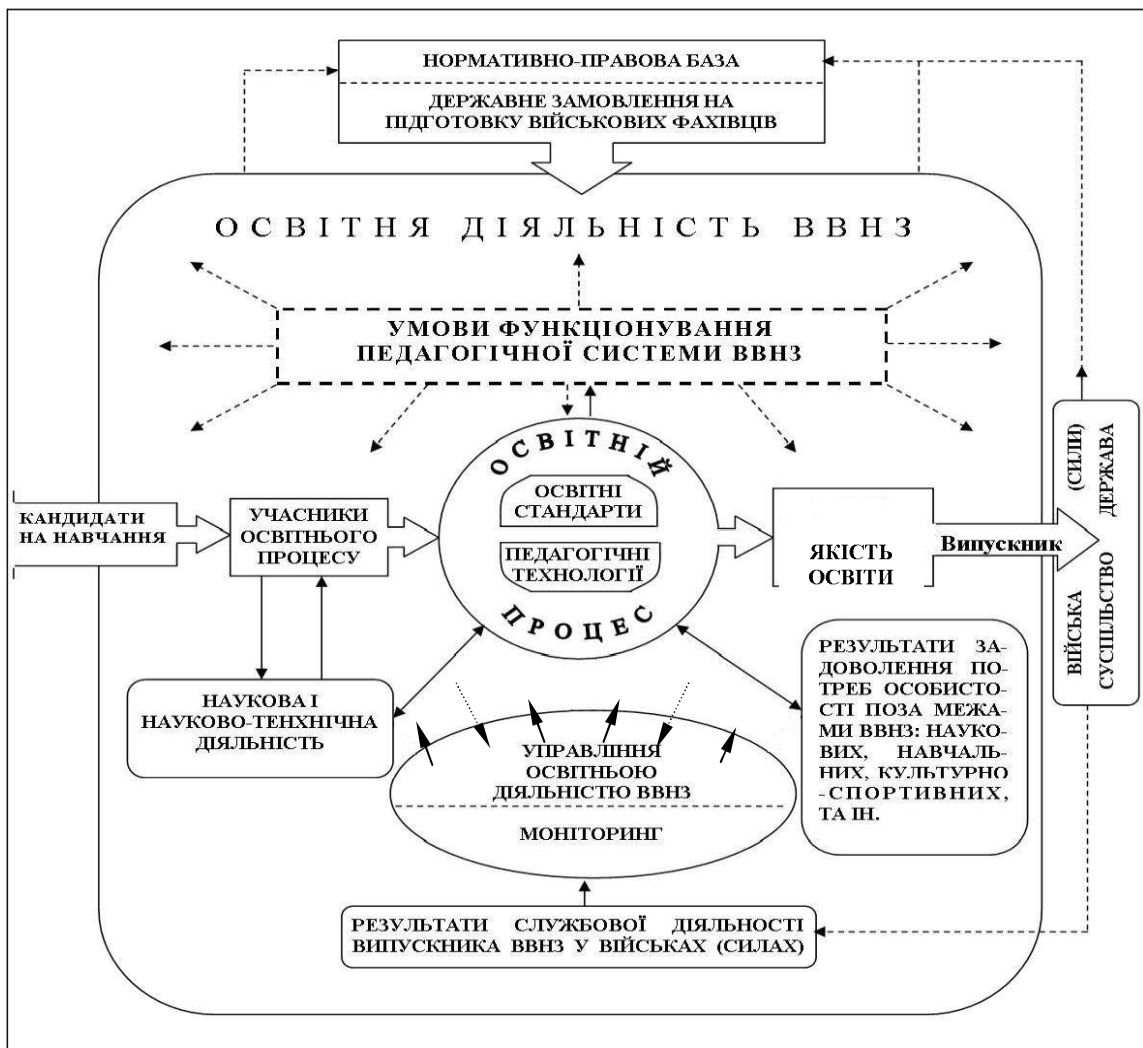 НОРМАТИВНО-ПРАВОВА БАЗА
ДЕРЖАВНЕ ЗАМОВЛЕННЯ НА
ПІДГОТОВКУ ВІЙСЬКОВИХ ФАХІВЦІВ
ОСВІТНЯ ДІЯЛЬНІСТЬ ВВНЗ
УМОВИ ФУНКЦІОНУВАННЯ
ПЕДАГОГІЧНОЇ СИСТЕМИ ВВНЗ
КАНДИДАТИ
НА НАВЧАННЯ
УЧАСНИКИ
ОСВІТНЬОГО
ПРОЦЕСУ
ОСВІТНІЙ
ОСВІТНІ
СТАНДАРТИ
ПЕДАГОГІЧНІ
ТЕХНОЛОГІЇ
ПРОЦЕС
ЯКІСТЬ
ОСВІТИ
Випускник
ВІЙСЬКА (СИЛИ)
СУСПІЛЬСТВО ДЕРЖАВА
НАУКОВА І
НАУКОВО-ТЕНХНІЧНА
ДІЯЛЬНІСТЬ
УПРАВЛІННЯ
ОСВІТНЬОЮ
ДІЯЛЬНІСТЮ ВВНЗ
МОНІТОРИНГ
РЕЗУЛЬТАТИ ЗА-
ДОВОЛЕННЯ ПО-
ТРЕБ ОСОБИСТО-
СТІ ПОЗА МЕЖА-
МИ ВВНЗ: НАУКО-
ВИХ, НАВЧАЛЬ-
НИХ, КУЛЬТУРНО
-СПОРТИВНИХ,
ТА ІН.
РЕЗУЛЬТАТИ СЛУЖБОВОЇ ДІЯЛЬНОСТІ
ВИПУСКНИКА ВВНЗ У ВІЙСЬКАХ (СИЛАХ)